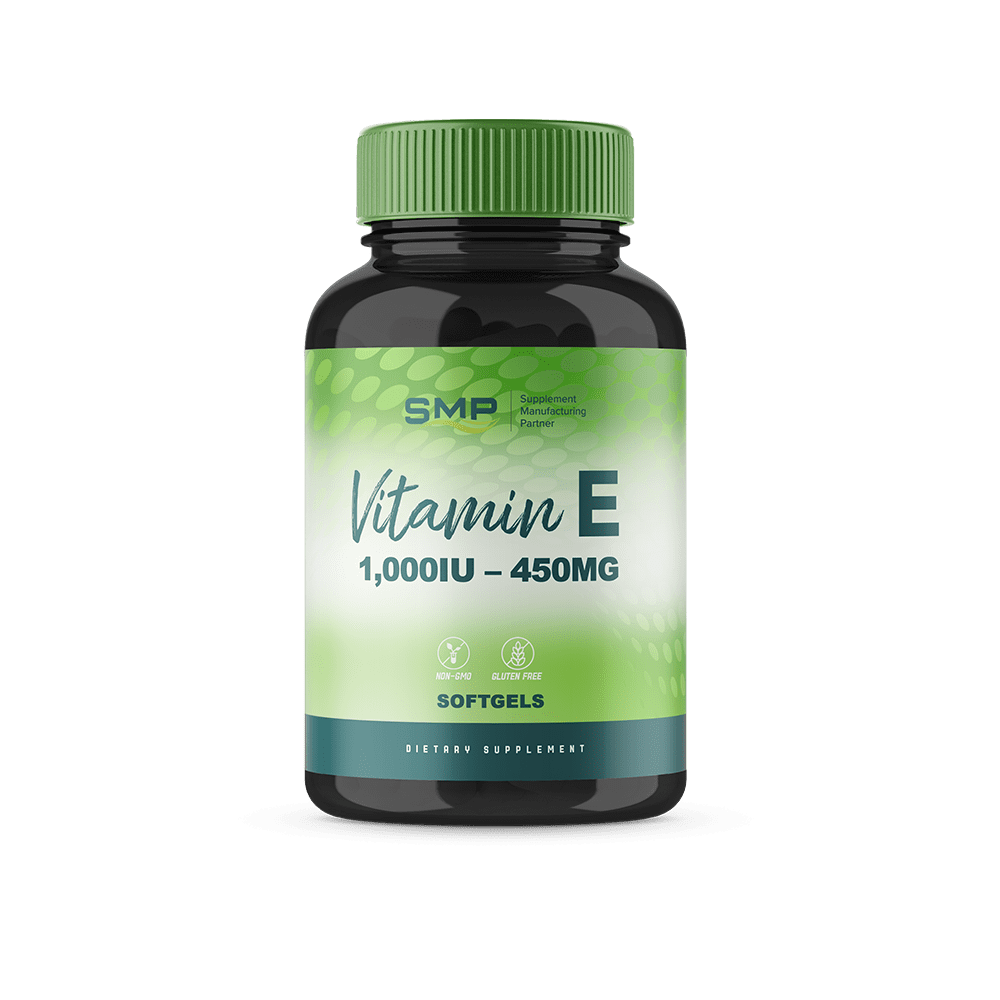 SMP
Supplement
Manufacturing
Partner
Vitamin E
1,000IU – 450MG
NON-GMO GLUTEN FREE
SOFTGELS
DIETARY SUPPLEMENT